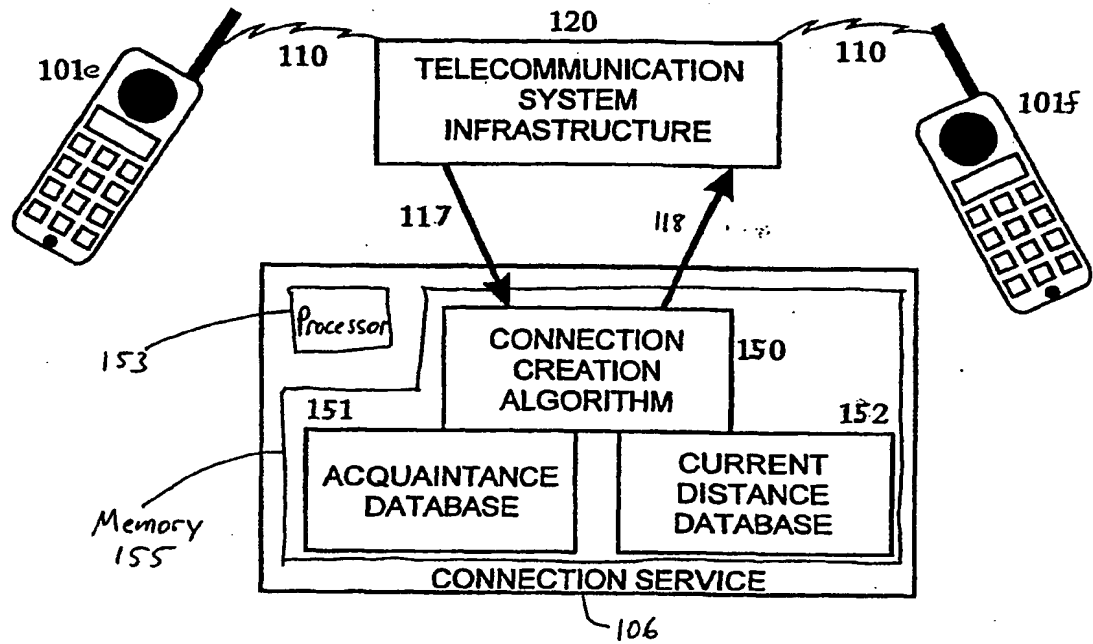 120
101e
110
110
101f
TELECOMMUNICATION
SYSTEM
INFRASTRUCTURE
117
118
Processor
153
CONNECTION
CREATION
ALGORITHM
150
151
152
ACQUAINTANCE
DATABASE
CURRENT
DISTANCE
DATABASE
Memory
155
CONNECTION SERVICE
106